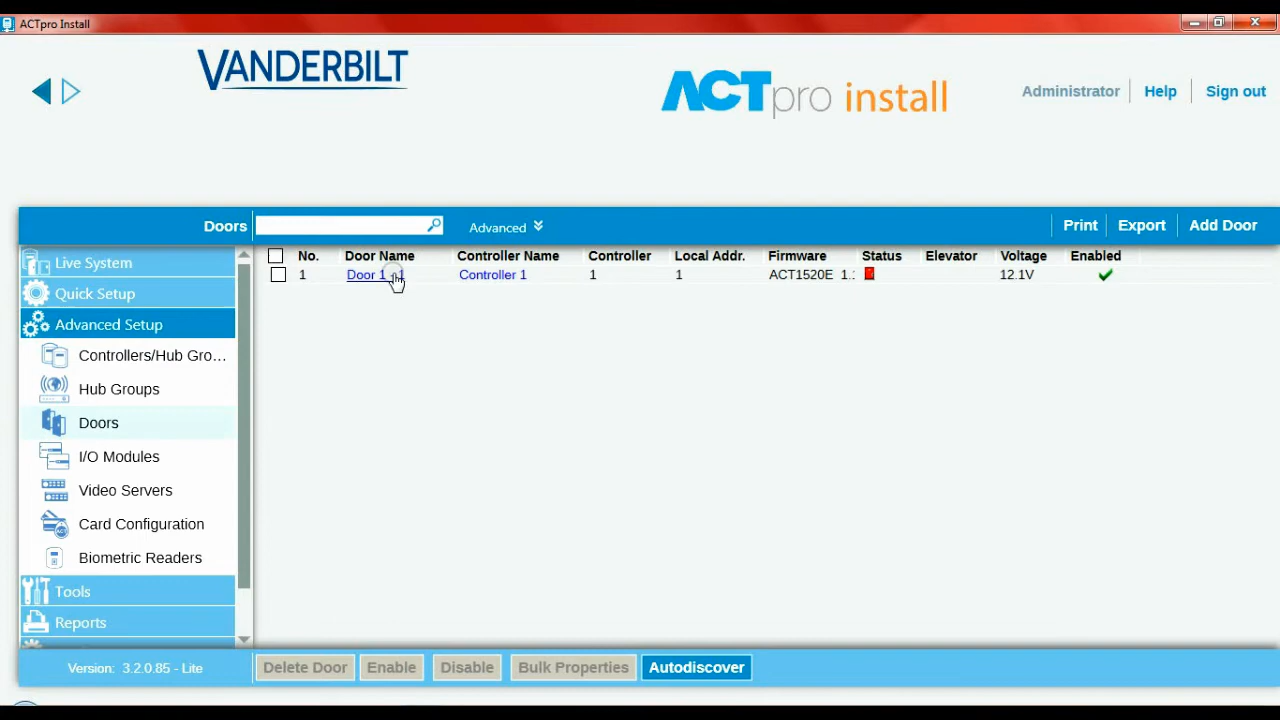 ACTpro Install
VANDERBILT
ACTpro install
Administrator Help Sign out
Doors Advanced Print Export Add Door
No. Door Name Controller Name Controller Local Addr. Firmware Status Elevator Voltage Enabled
1 Door 1 Controller 1 1 1 ACT1520E 1.: 12.1V
Live System
Quick Setup
Advanced Setup
Controllers/Hub Gro...
Hub Groups
Doors
I/O Modules
Video Servers
Card Configuration
Biometric Readers
Tools
Reports
Version: 3.2.0.85 - Lite
Delete Door Enable Disable Bulk Properties Autodiscover